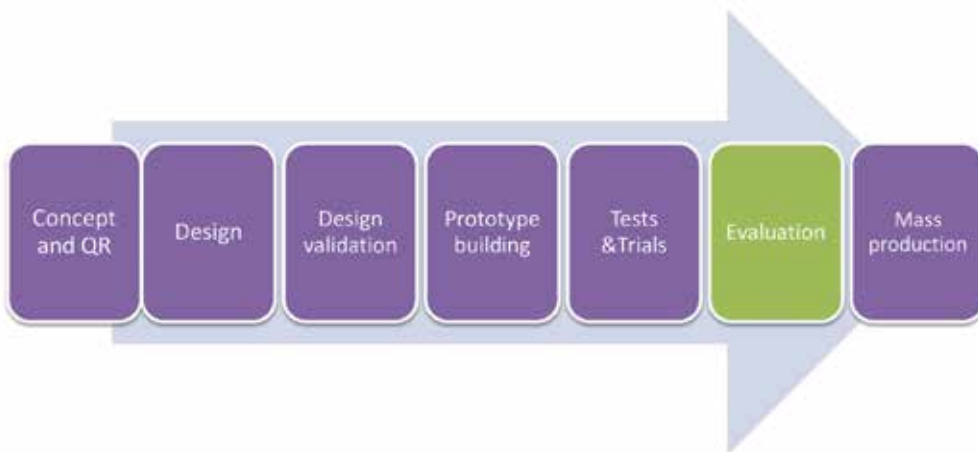 Concept
and QR
Design
Design
validation
Prototype
building
Tests
&Trials
Evaluation
Mass
production